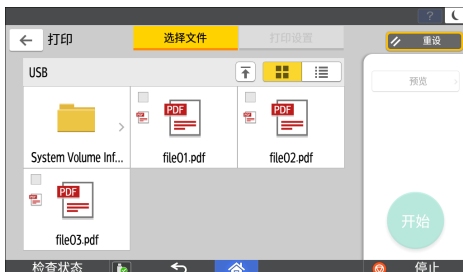 ?
打印
选择文件
打印设置
重设
USB
预览
System Volume Inf...
PDF
file01.pdf
PDF
file02.pdf
PDF
file03.pdf
开始
检查状态
停止